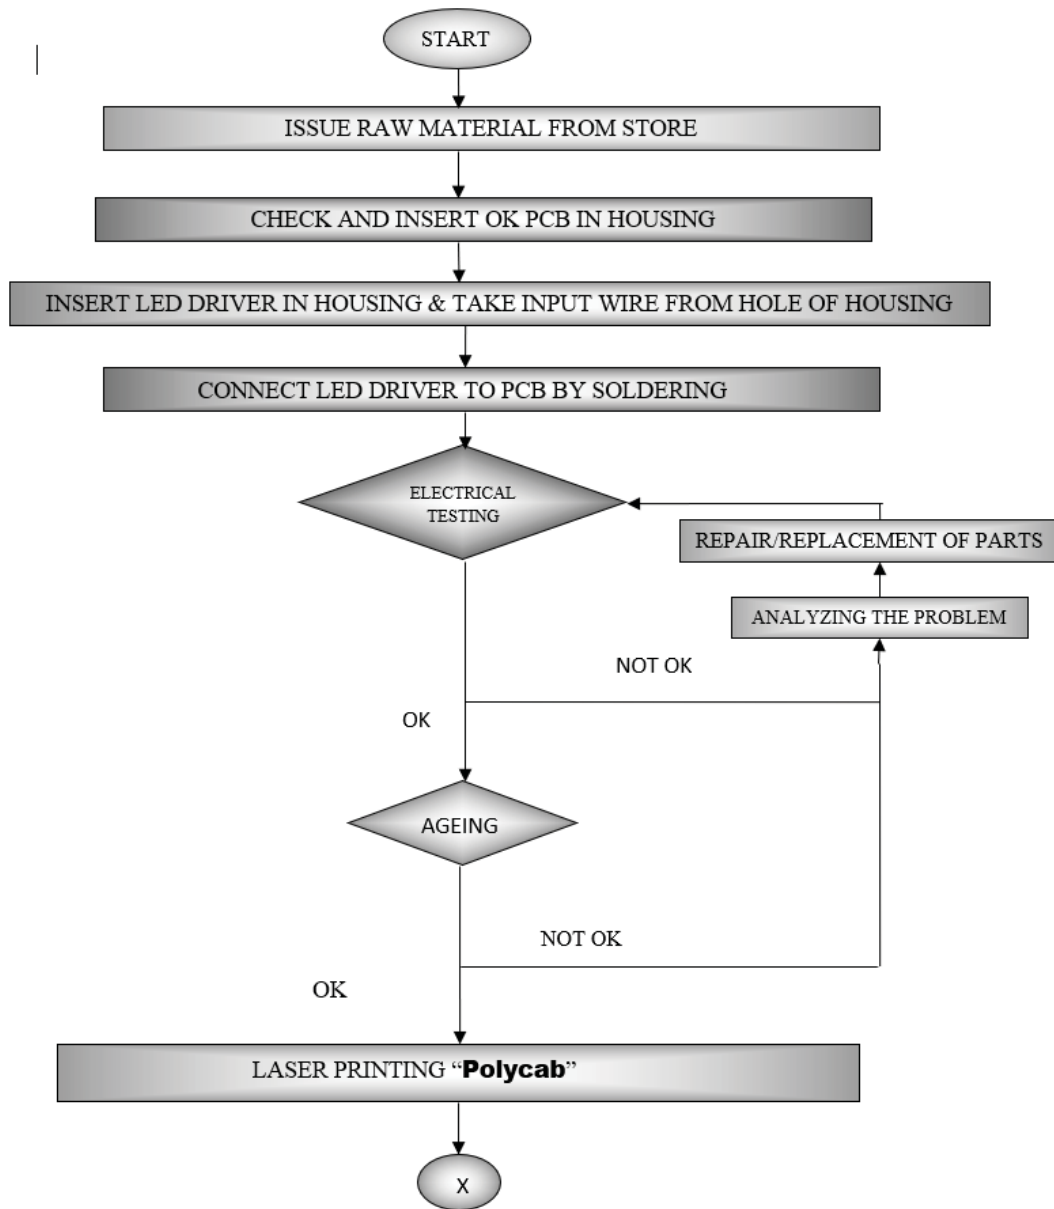 START
ISSUE RAW MATERIAL FROM STORE
CHECK AND INSERT OK PCB IN HOUSING
INSERT LED DRIVER IN HOUSING & TAKE INPUT WIRE FROM HOLE OF HOUSING
CONNECT LED DRIVER TO PCB BY SOLDERING
ELECTRICAL
TESTING
REPAIR/REPLACEMENT OF PARTS
ANALYZING THE PROBLEM
NOT OK
OK
AGEING
NOT OK
OK
LASER PRINTING “Polycab”
X